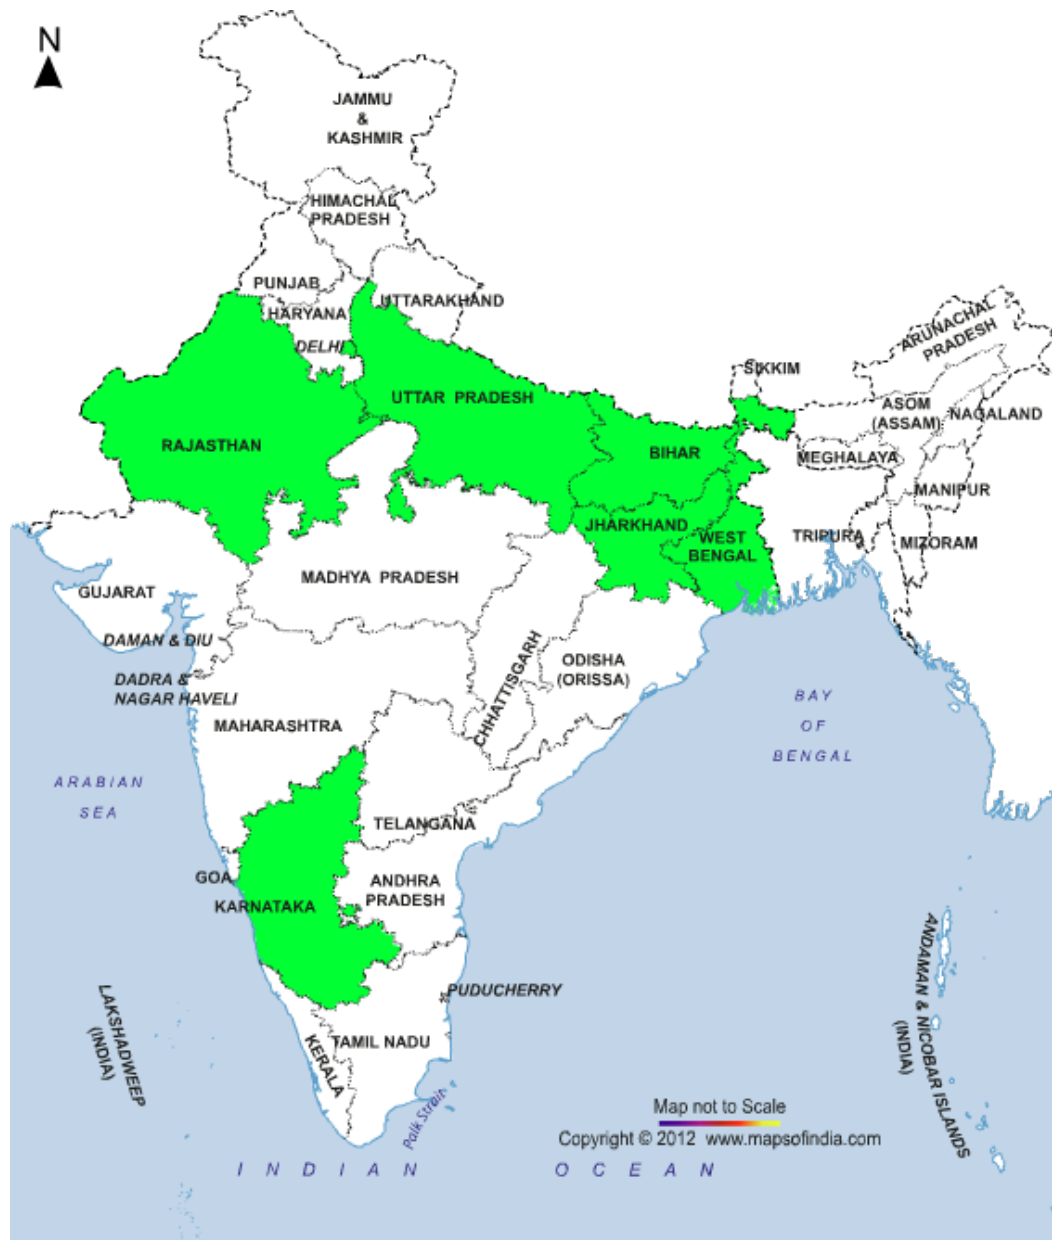 N
JAMMU
&
KASHMIR
HIMACHAL
PRADESH
PUNJAB
HARYANA
UTTARAKHAND
DELHI
ARUNACHAL
PRADESH
SIKKIM
UTTAR PRADESH
ASOM
(ASSAM)
NAGALAND
RAJASTHAN
BIHAR
MEGHALAYA
MANIPUR
JHARKHAND
WEST
BENGAL
TRIPURA
MIZORAM
MADHYA PRADESH
GUJARAT
DAMAN & DIU
DADRA &
NAGAR HAVELI
CHHATTISGARH
ODISHA
(ORISSA)
MAHARASHTRA
BAY
OF
BENGAL
ARABIAN
SEA
TELANGANA
GOA
ANDHRA
PRADESH
KARNATAKA
PUDUCHERRY
LAKSHADWEEP
(INDIA)
ANDAMAN & NICOBAR ISLANDS
(INDIA)
KERALA
TAMIL NADU
Palk Strait
Map not to Scale
Copyright © 2012 www.mapsofindia.com
INDIAN OCEAN